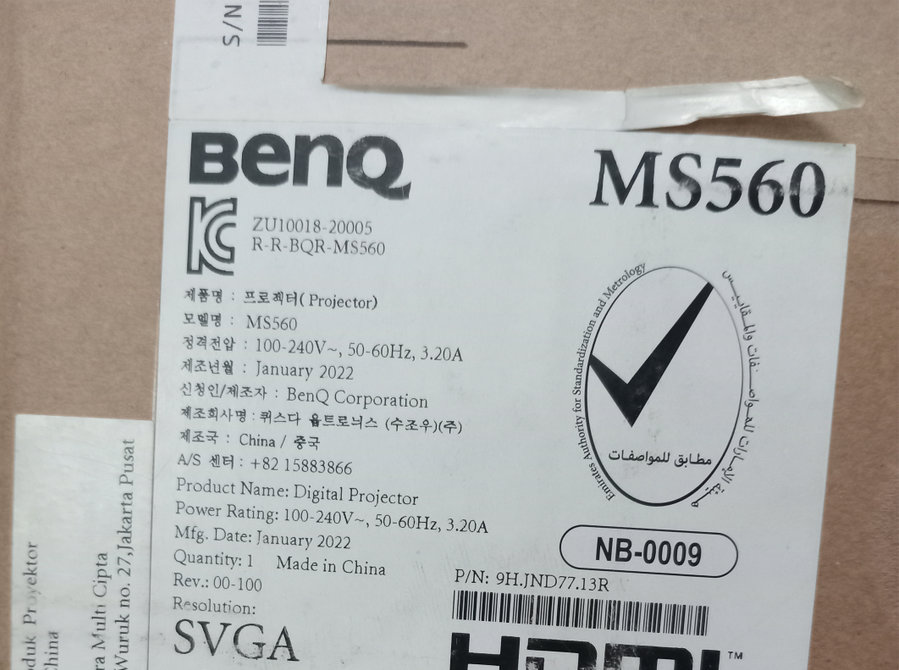 S/N
BenQ
MS560
ZU10018-20005
R-R-BQR-MS560
제품명 : 프로젝터( Projector)
모델명 : MS560
정격전압 : 100-240V~, 50-60Hz, 3.20A
제조년월 : January 2022
신청인/제조자 : BenQ Corporation
제조회사명 : 퀴스다 옵트로닉스 (수조우)(주)
제조국 : China / 중국
A/S 센터 : +82 15883866
Product Name: Digital Projector
Power Rating: 100-240V~, 50-60Hz, 3.20A
Mfg. Date: January 2022
Quantity: 1 Made in China
Rev.: 00-100
Resolution:
SVGA
Emirates Authority for Standardization and Metrology
هيئة الإمارات للمواصفات والمقاييس
مطابق للمواصفات
NB-0009
P/N: 9H.JND77.13R
HDMI™
Proyektor
Multi Cipta
Wuruk no. 27,Jakarta Pusat